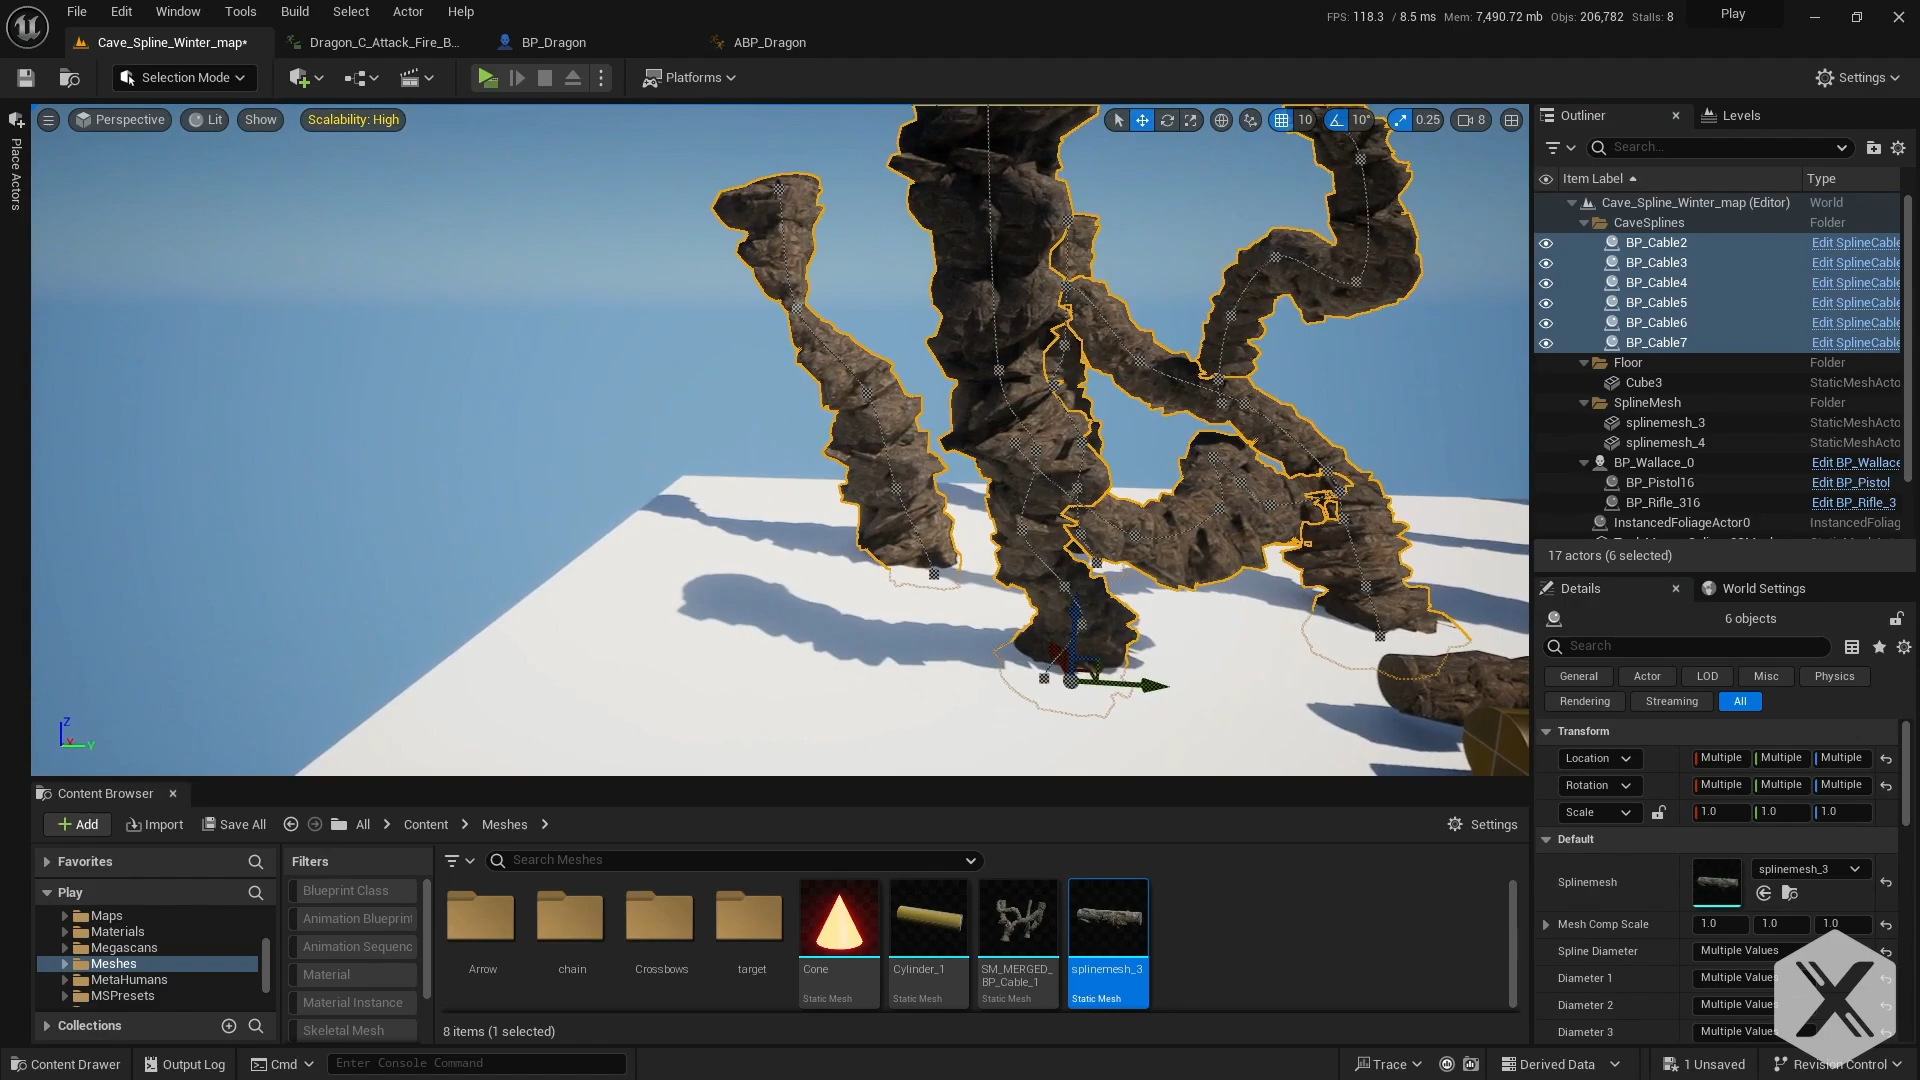 File Edit Window Tools Build Select Actor Help
FPS: 118.3 / 8.5 ms Mem: 7,490.72 mb Objs: 206,782 Stalls: 8
Play
Cave_Spline_Winter_map*
Dragon_C_Attack_Fire_B...
BP_Dragon
ABP_Dragon
Selection Mode
Platforms
Settings
Place Actors
Perspective Lit Show Scalability: High
10 10° 0.25 8
Z
X
Y
Outliner
Levels
Search...
Item Label Type
Cave_Spline_Winter_map (Editor) World
CaveSplines Folder
BP_Cable2 Edit SplineCable
BP_Cable3 Edit SplineCable
BP_Cable4 Edit SplineCable
BP_Cable5 Edit SplineCable
BP_Cable6 Edit SplineCable
BP_Cable7 Edit SplineCable
Floor Folder
Cube3 StaticMeshActo
SplineMesh Folder
splinemesh_3 StaticMeshActo
splinemesh_4 StaticMeshActo
BP_Wallace_0 Edit BP_Wallace
BP_Pistol16 Edit BP_Pistol
BP_Rifle_316 Edit BP_Rifle_3
InstancedFoliageActor0 InstancedFoliag
17 actors (6 selected)
Details
World Settings
6 objects
Search
General Actor LOD Misc Physics
Rendering Streaming All
Transform
Location Multiple Multiple Multiple
Rotation Multiple Multiple Multiple
Scale 1.0 1.0 1.0
Default
Splinemesh splinemesh_3
Mesh Comp Scale 1.0 1.0 1.0
Spline Diameter Multiple Values
Diameter 1 Multiple Values
Diameter 2 Multiple Values
Diameter 3 Multiple Values
Content Browser
Add Import Save All All Content Meshes
Settings
Favorites
Play
Maps
Materials
Megascans
Meshes
MetaHumans
MSPresets
Collections
Filters
Blueprint Class
Animation Blueprint
Animation Sequenc
Material
Material Instance
Skeletal Mesh
Search Meshes
Arrow
chain
Crossbows
target
Cone
Static Mesh
Cylinder_1
Static Mesh
SM_MERGED_
BP_Cable_1
Static Mesh
splinemesh_3
Static Mesh
8 items (1 selected)
Content Drawer Output Log Cmd Enter Console Command
Trace Derived Data 1 Unsaved Revision Control